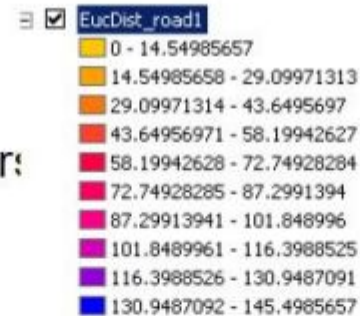 EucDist_road1
0 - 14.54985657
14.54985658 - 29.09971313
29.09971314 - 43.6495697
43.64956971 - 58.19942627
58.19942628 - 72.74928284
72.74928285 - 87.2991394
87.29913941 - 101.848996
101.8489961 - 116.3988525
116.3988526 - 130.9487091
130.9487092 - 145.4985657